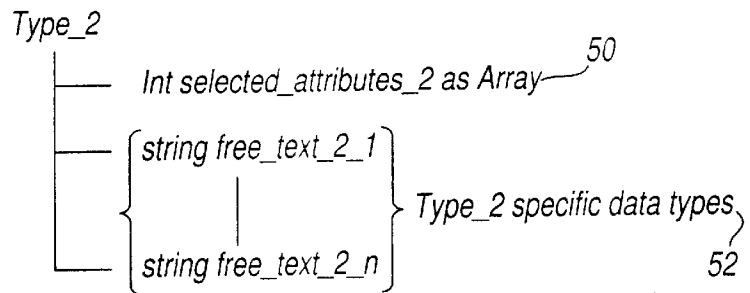 Type_2
Int selected_attributes_2 as Array 50
string free_text_2_1
Type_2 specific data types
string free_text_2_n
52